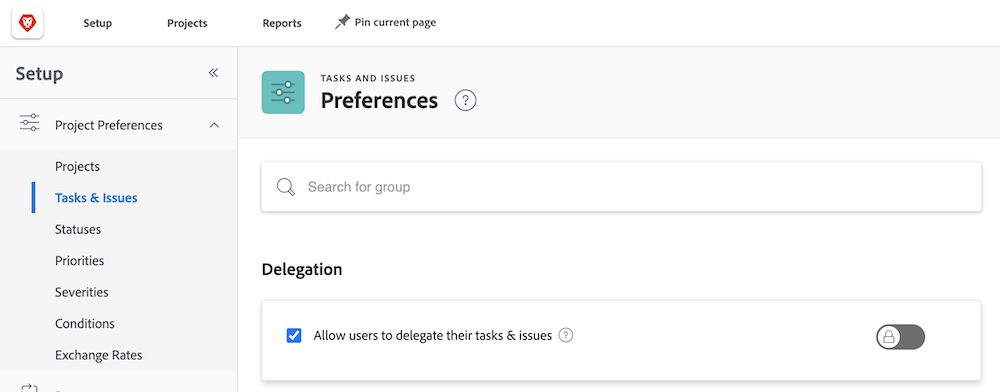 Setup Projects Reports Pin current page
Setup
TASKS AND ISSUES
Preferences ?
Project Preferences
Projects
Tasks & Issues
Statuses
Priorities
Severities
Conditions
Exchange Rates
Search for group
Delegation
Allow users to delegate their tasks & issues ?